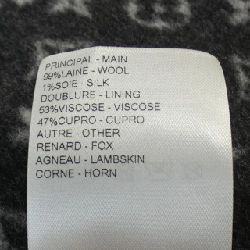 PRINCIPAL - MAIN
99%LAINE - WOOL
1%SOIE - SILK
DOUBLURE - LINING
53%VISCOSE - VISCOSE
47%CUPRO - CUPRO
AUTRE - OTHER
RENARD - FOX
AGNEAU - LAMBSKIN
CORNE - HORN